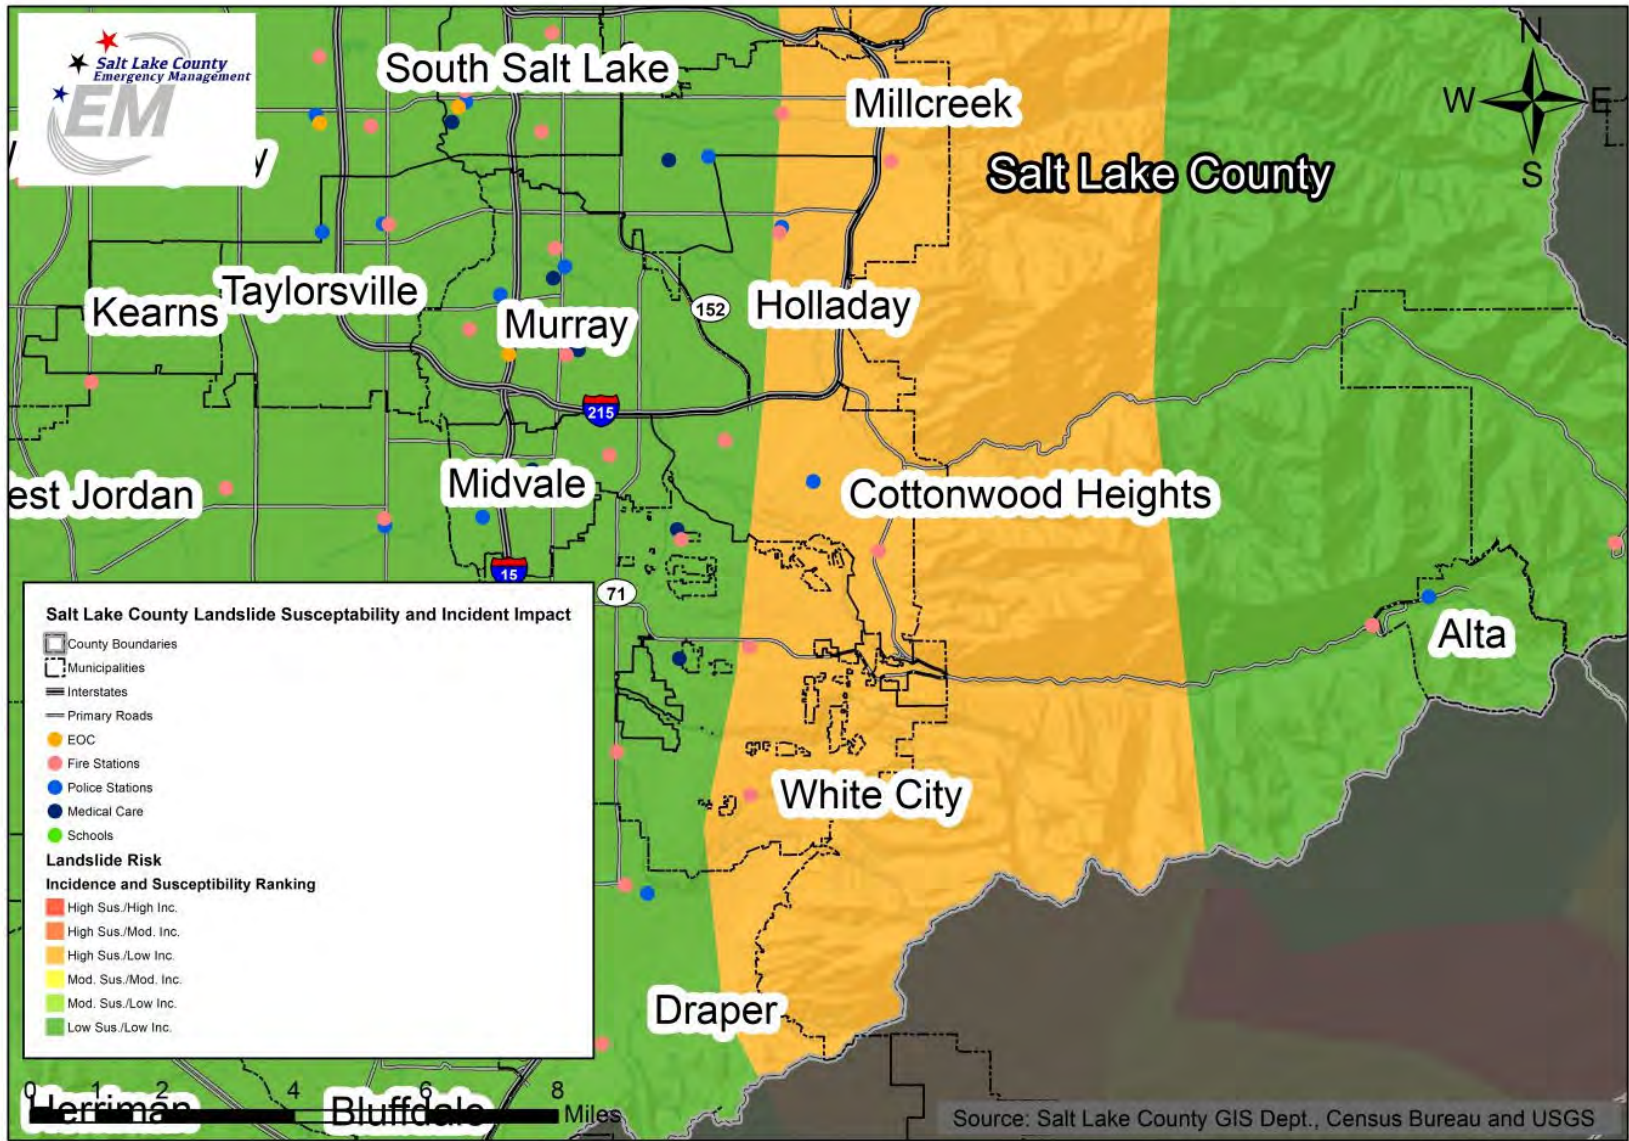 Salt Lake County
Emergency Management
EM
South Salt Lake
Millcreek
N
W
E
S
Salt Lake County
y
Kearns
Taylorsville
Murray
152
Holladay
215
est Jordan
Midvale
Cottonwood Heights
15
71
Alta
White City
Draper
Salt Lake County Landslide Susceptability and Incident Impact
County Boundaries
Municipalities
Interstates
Primary Roads
EOC
Fire Stations
Police Stations
Medical Care
Schools
Landslide Risk
Incidence and Susceptibility Ranking
High Sus./High Inc.
High Sus./Mod. Inc.
High Sus./Low Inc.
Mod. Sus./Mod. Inc.
Mod. Sus./Low Inc.
Low Sus./Low Inc.
0 1 2 4 6 8
Miles
Herriman
Bluffdale
Source: Salt Lake County GIS Dept., Census Bureau and USGS